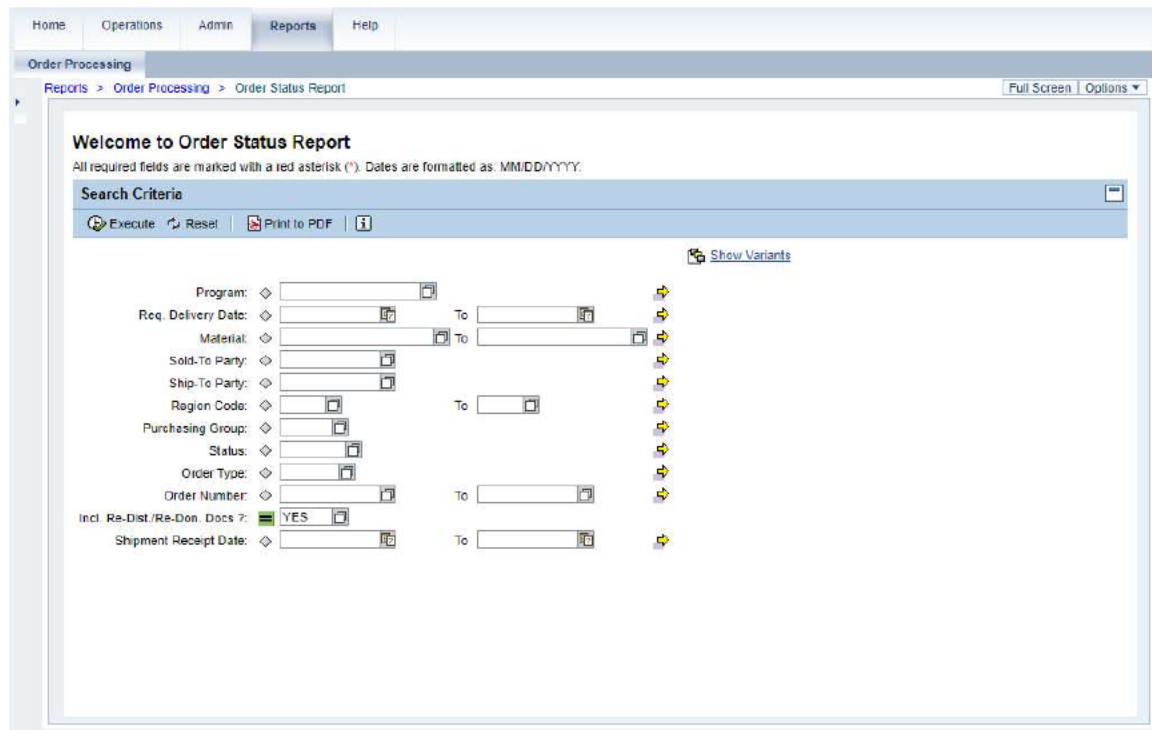 Home Operations Admin Reports Help
Order Processing
Reports > Order Processing > Order Status Report
Full Screen Options
Welcome to Order Status Report
All required fields are marked with a red asterisk (*). Dates are formatted as: MM/DD/YYYY.
Search Criteria
Execute Reset Print to PDF i
Show Variants
Program:
Req. Delivery Date: To
Material: To
Sold-To Party:
Ship-To Party:
Region Code: To
Purchasing Group:
Status:
Order Type:
Order Number: To
Incl. Re-Dist./Re-Don. Docs ?: YES
Shipment Receipt Date: To